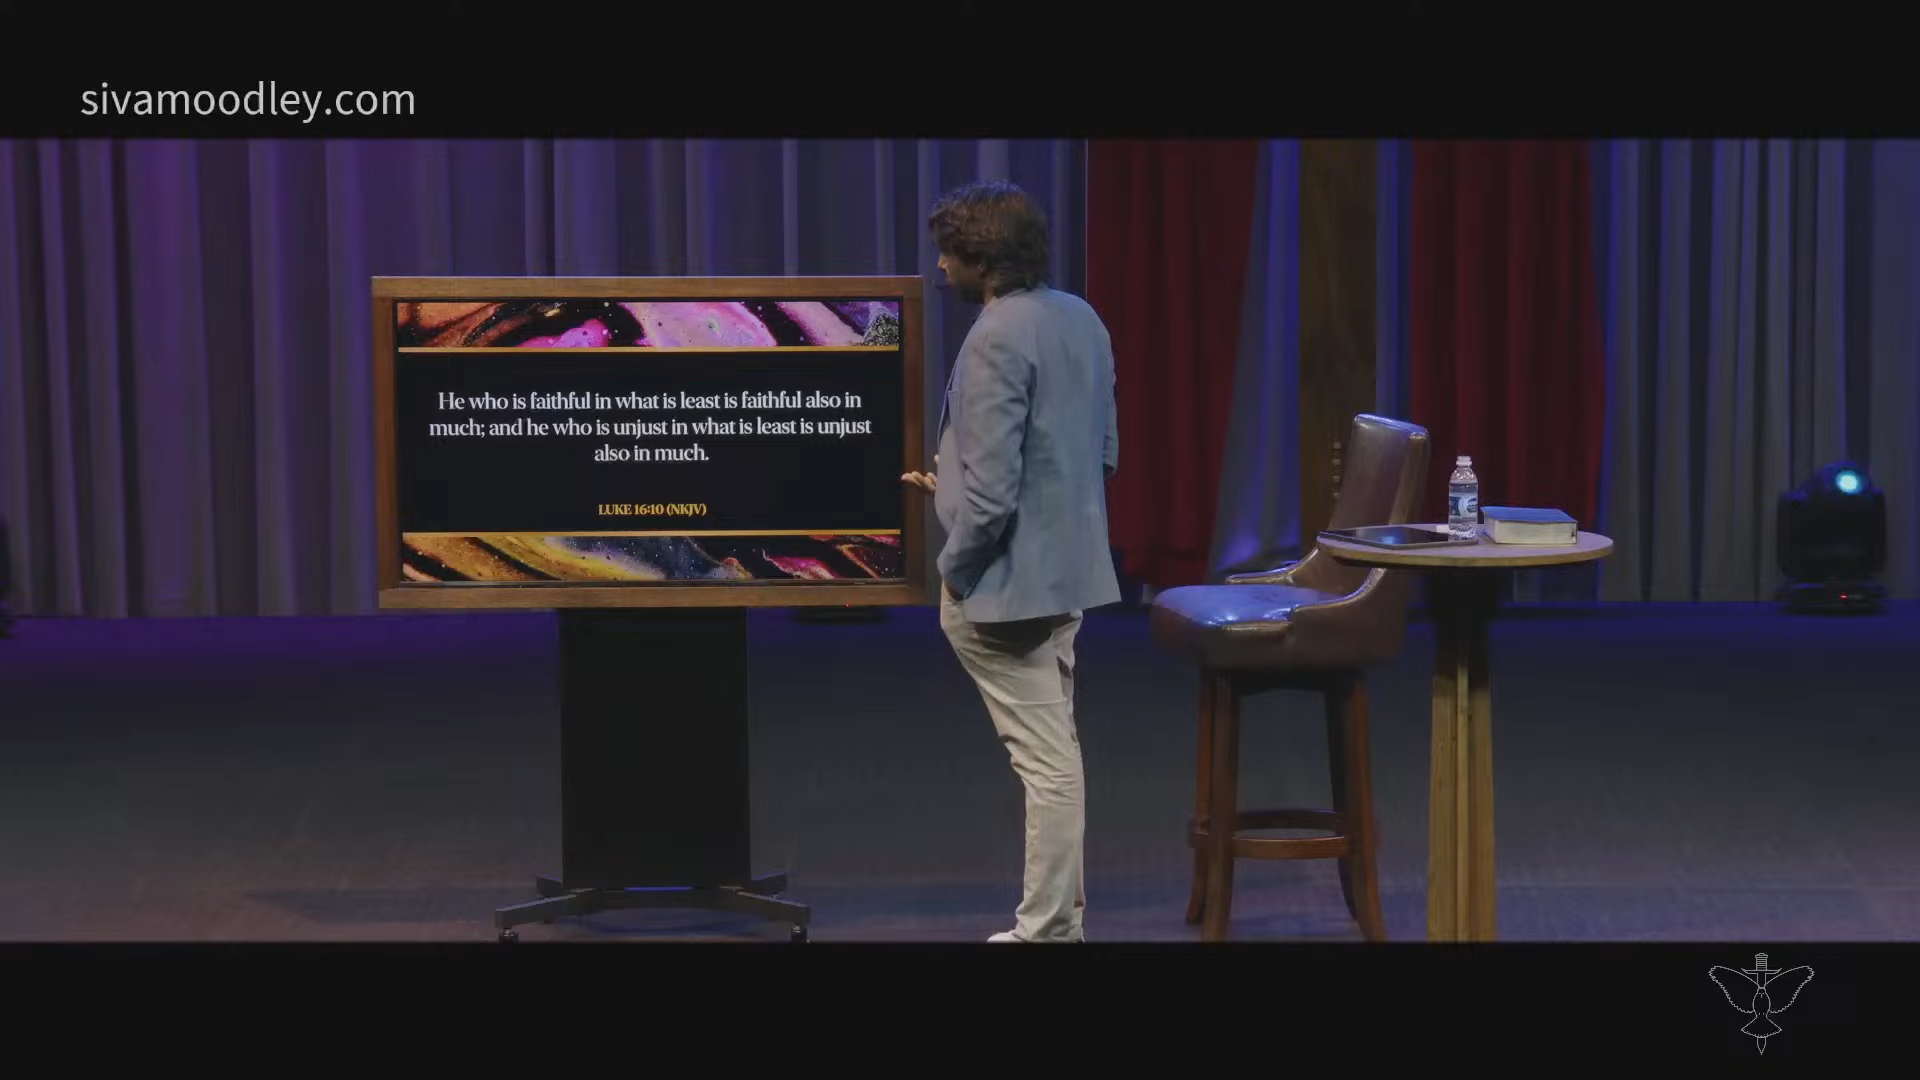 sivamoodley.com
He who is faithful in what is least is faithful also in
much; and he who is unjust in what is least is unjust
also in much.
LUKE 16:10 (NKJV)